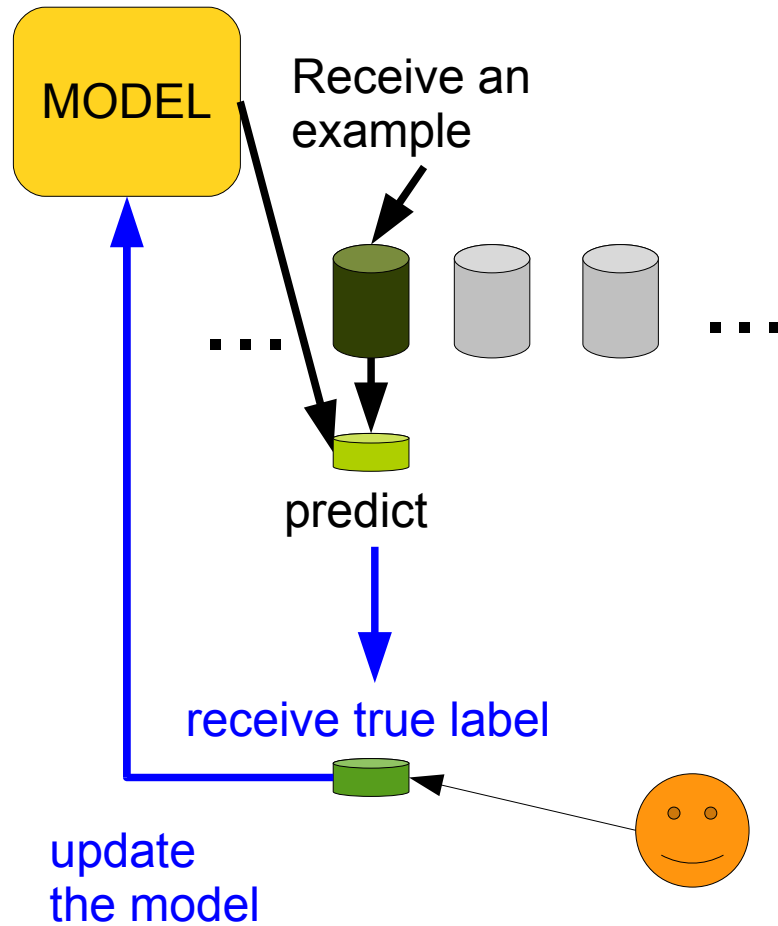 MODEL
Receive an
example
predict
receive true label
update
the model